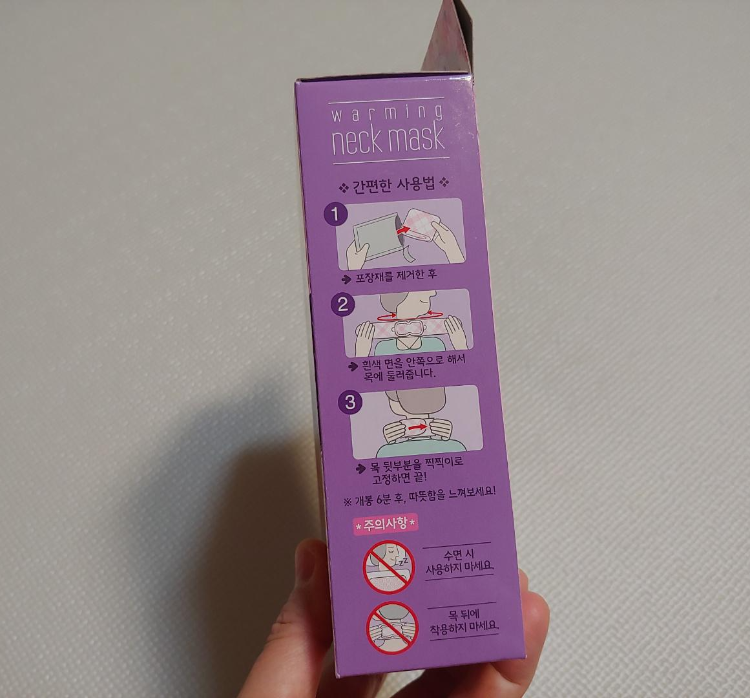 warming
neck mask
❖ 간편한 사용법 ❖
1
➔ 포장재를 제거한 후
2
➔ 흰색 면을 안쪽으로 해서
목에 둘러줍니다.
3
➔ 목 뒷부분을 찍찍이로
고정하면 끝!
※ 개봉 6분 후, 따뜻함을 느껴보세요!
*주의사항*
zz
수면 시
사용하지 마세요.
목 뒤에
착용하지 마세요.